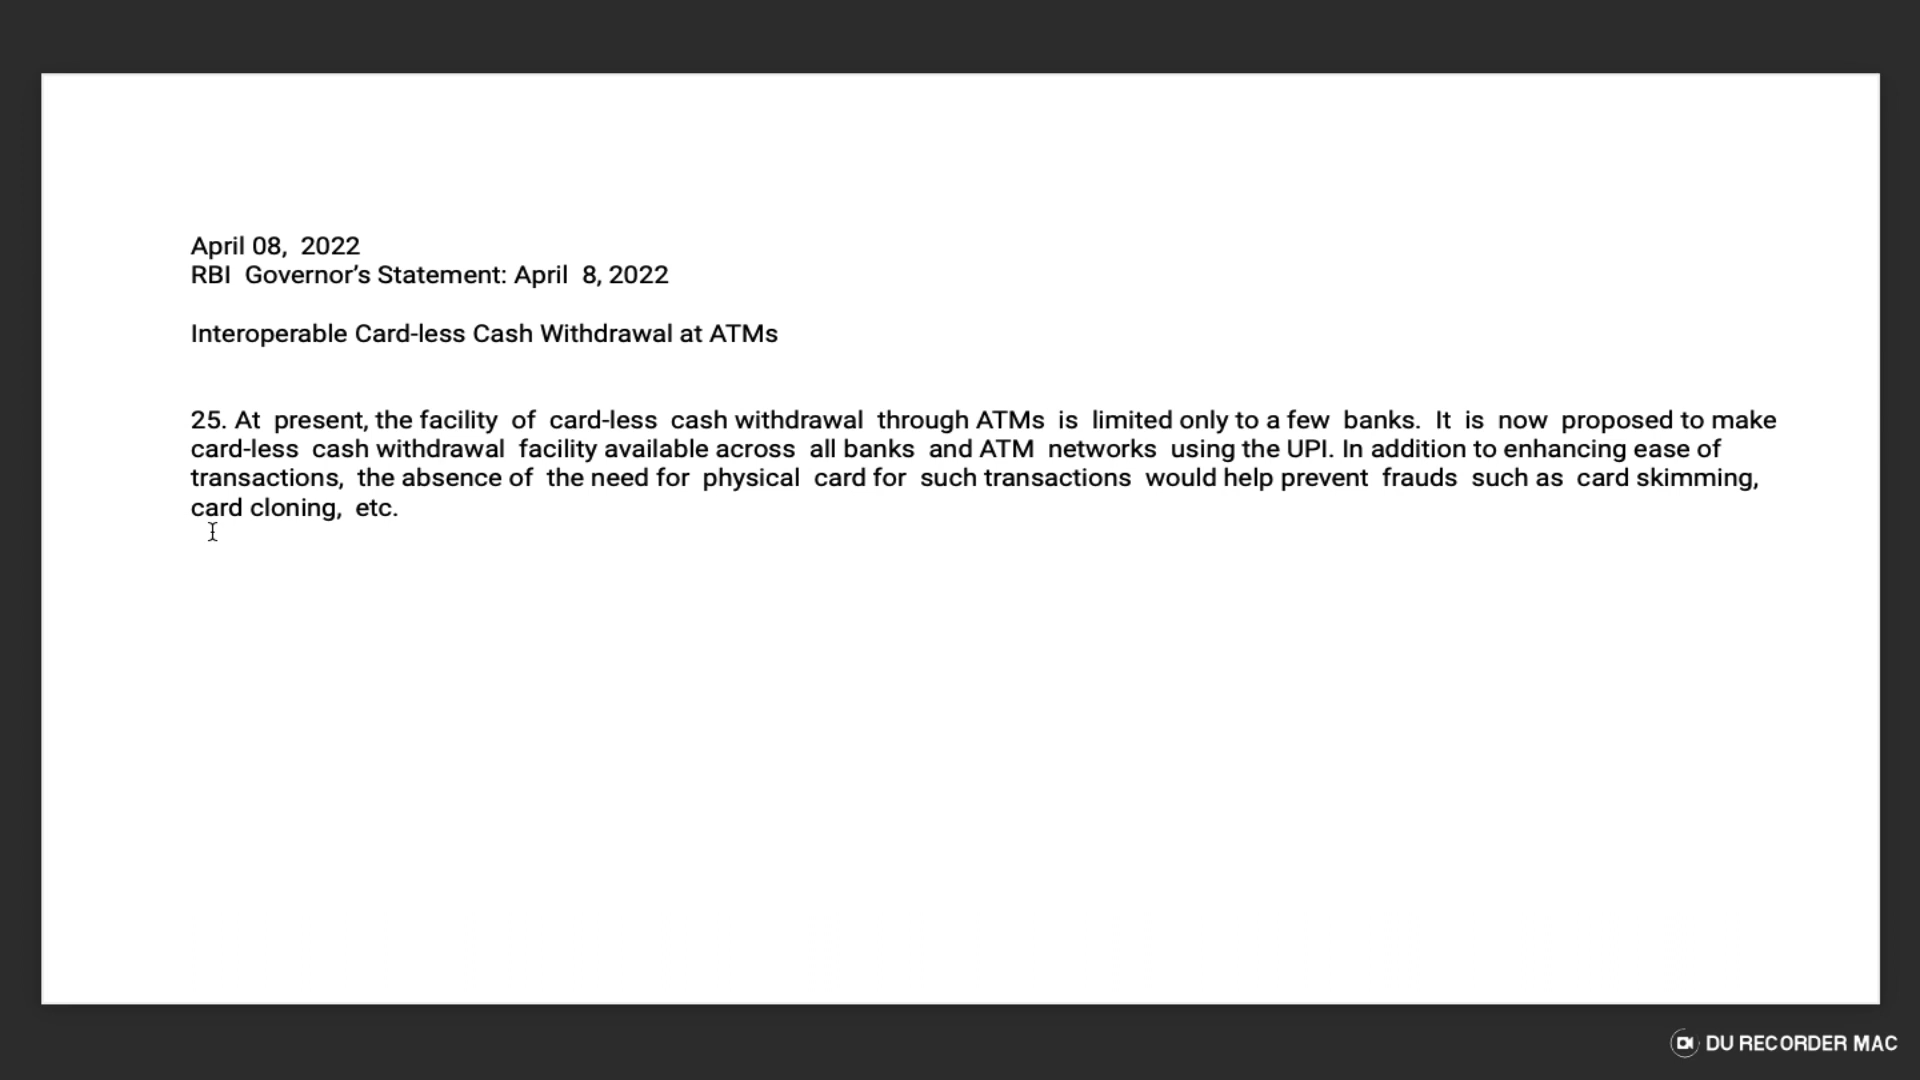 April 08, 2022
RBI Governor’s Statement: April 8, 2022
Interoperable Card-less Cash Withdrawal at ATMs
25. At present, the facility of card-less cash withdrawal through ATMs is limited only to a few banks. It is now proposed to make
card-less cash withdrawal facility available across all banks and ATM networks using the UPI. In addition to enhancing ease of
transactions, the absence of the need for physical card for such transactions would help prevent frauds such as card skimming,
card cloning, etc.
DU RECORDER MAC